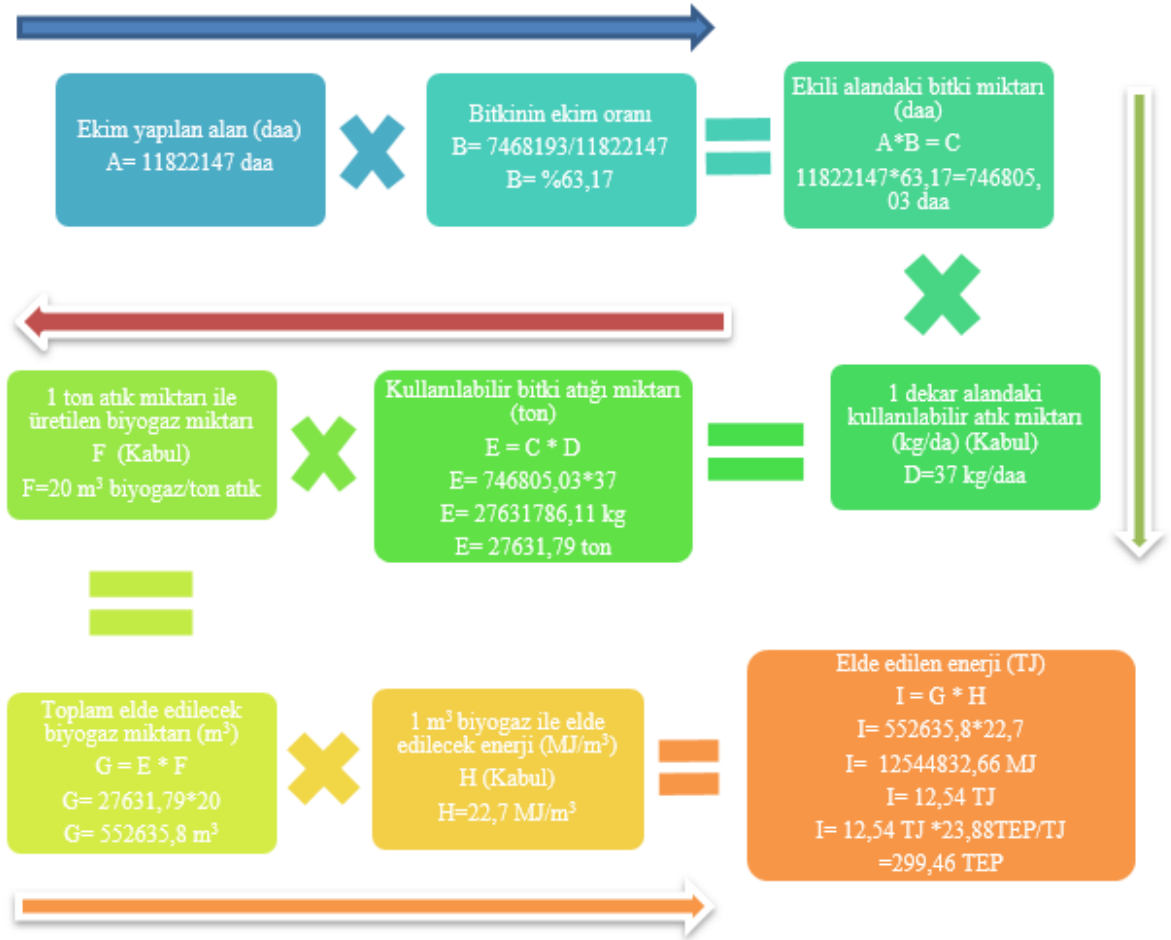 Ekim yapılan alan (daa)
A= 11822147 daa
Bitkinin ekim oranı
B= 7468193/11822147
B= %63,17
Ekili alandaki bitki miktarı
(daa)
A*B = C
11822147*63,17=746805,
03 daa
1 dekar alandaki
kullanılabilir atık miktarı
(kg/da) (Kabul)
D=37 kg/daa
Kullanılabilir bitki atığı miktarı
(ton)
E = C * D
E= 746805,03*37
E= 27631786,11 kg
E= 27631,79 ton
1 ton atık miktarı ile
üretilen biyogaz miktarı
F (Kabul)
F=20 m³ biyogaz/ton atık
Toplam elde edilecek
biyogaz miktarı (m³)
G = E * F
G= 27631,79*20
G= 552635,8 m³
1 m³ biyogaz ile elde
edilecek enerji (MJ/m³)
H (Kabul)
H=22,7 MJ/m³
Elde edilen enerji (TJ)
I = G * H
I= 552635,8*22,7
I= 12544832,66 MJ
I= 12,54 TJ
I= 12,54 TJ *23,88TEP/TJ
=299,46 TEP